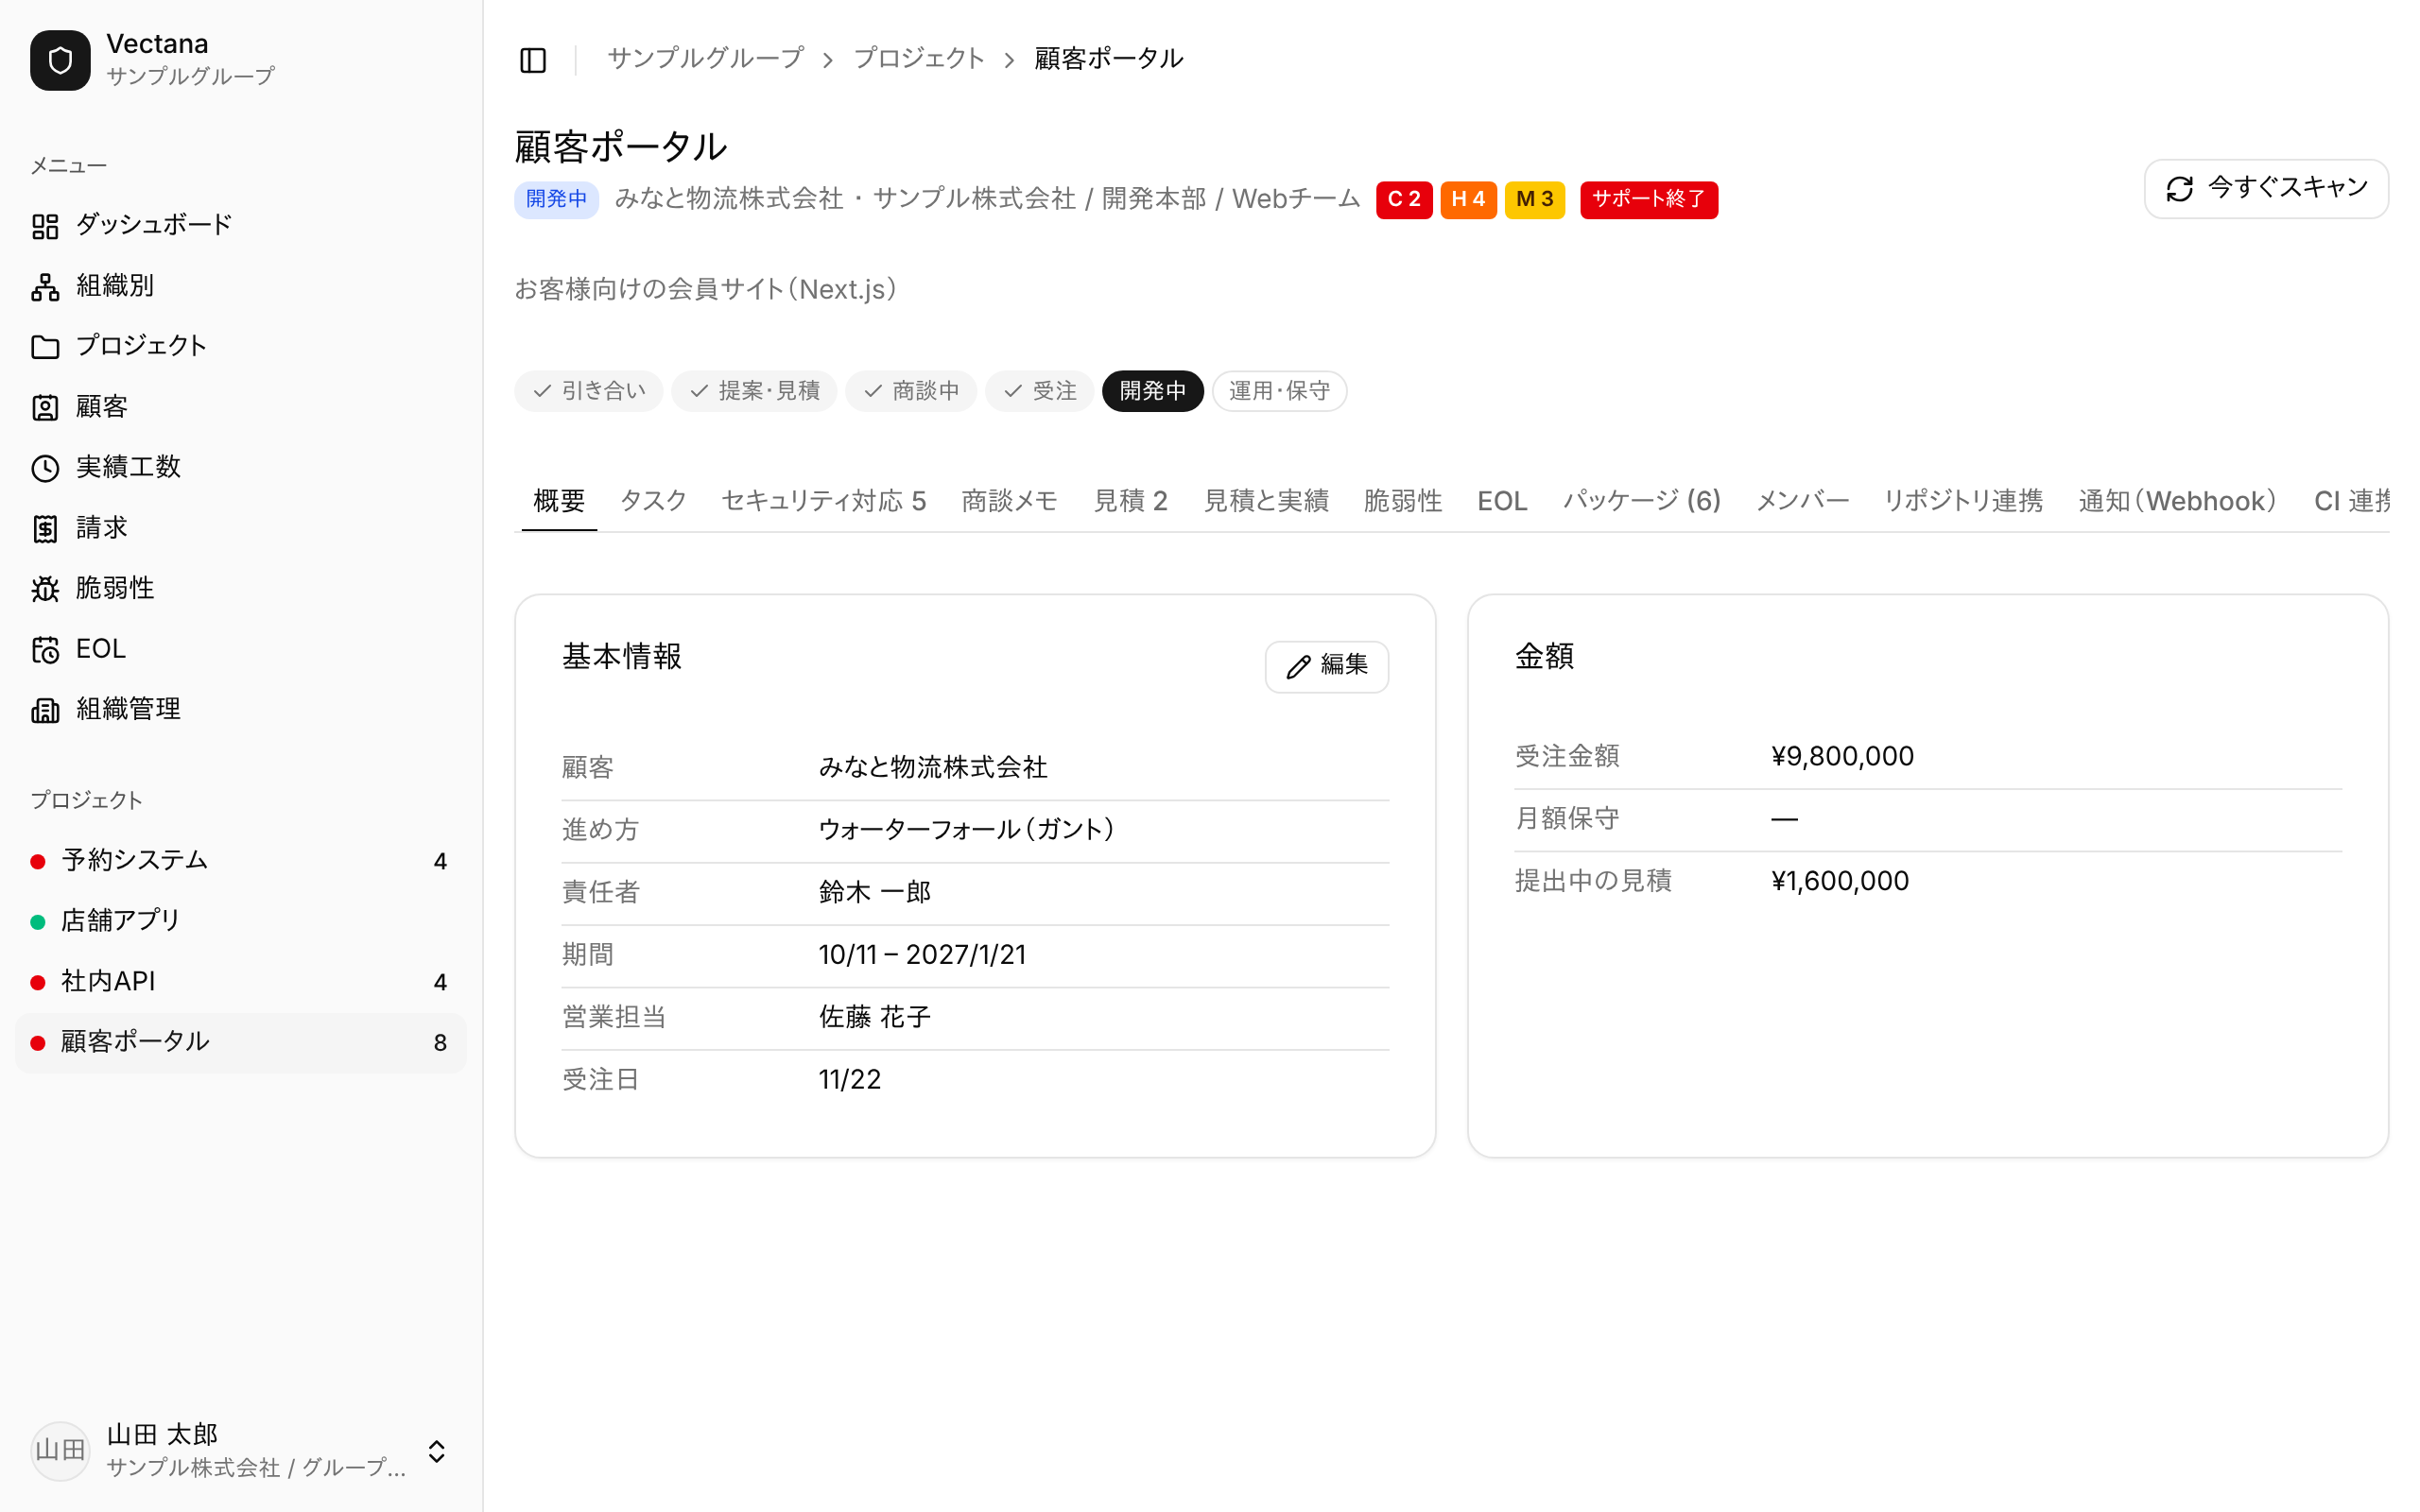 Vectana
サンプルグループ
メニュー
ダッシュボード
組織別
プロジェクト
顧客
実績工数
請求
脆弱性
EOL
組織管理
プロジェクト
予約システム 4
店舗アプリ
社内API 4
顧客ポータル 8
山田
山田 太郎
サンプル株式会社 / グループ...
サンプルグループ > プロジェクト > 顧客ポータル
顧客ポータル
開発中 みなと物流株式会社・サンプル株式会社 / 開発本部 / Webチーム C 2 H 4 M 3 サポート終了
今すぐスキャン
お客様向けの会員サイト（Next.js）
引き合い 提案・見積 商談中 受注 開発中 運用・保守
概要 タスク セキュリティ対応 5 商談メモ 見積 2 見積と実績 脆弱性 EOL パッケージ (6) メンバー リポジトリ連携 通知（Webhook） CI 連携
基本情報
編集
顧客 みなと物流株式会社
進め方 ウォーターフォール（ガント）
責任者 鈴木 一郎
期間 10/11 – 2027/1/21
営業担当 佐藤 花子
受注日 11/22
金額
受注金額 ¥9,800,000
月額保守 —
提出中の見積 ¥1,600,000